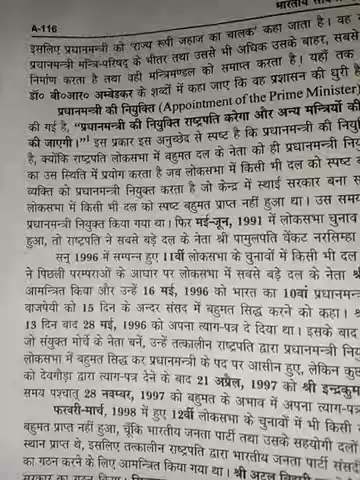 भारतीय
A-116
इसलिए प्रधानमन्त्री को 'राज्य रूपी जहाज का चालक' कहा जाता है। वह
प्रधानमन्त्री मन्त्रि-परिषद् के भीतर तथा उससे भी अधिक उसके बाहर, सबसे
निर्माण करता है तथा वही मन्त्रिमण्डल को समाप्त करता है। यहाँ तक
डॉ० बी०आर० अम्बेडकर के शब्दों में कहा जाए कि वह प्रशासन की धुरी है
प्रधानमन्त्री की नियुक्ति (Appointment of the Prime Minister)
की गई है, "प्रधानमन्त्री की नियुक्ति राष्ट्रपति करेगा और अन्य मन्त्रियों की
की जाएगी।"¹ इस प्रकार इस अनुच्छेद से स्पष्ट है कि प्रधानमन्त्री की नियुक्ति
है, क्योंकि राष्ट्रपति लोकसभा में बहुमत दल के नेता को ही प्रधानमन्त्री
का उस स्थिति में प्रयोग करता है जब लोकसभा में किसी भी दल को स्पष्ट
व्यक्ति को प्रधानमन्त्री नियुक्त करता है जो केन्द्र में स्थाई सरकार बना
लोकसभा में किसी भी दल को स्पष्ट बहुमत प्राप्त नहीं हुआ था। उस समय
प्रधानमन्त्री नियुक्त किया गया था। फिर मई-जून, 1991 में लोकसभा चुनाव
हुआ, तो राष्ट्रपति ने सबसे बड़े दल के नेता श्री पामुलपति वेंकट नरसिम्हा
सन् 1996 में सम्पन्न हुए 11वीं लोकसभा के चुनावों में किसी भी दल
ने पिछली परम्पराओं के आधार पर लोकसभा में सबसे बड़े दल के नेता श्री
आमन्त्रित किया और उन्हें 16 मई, 1996 को भारत का 10वां प्रधानमन्त्री
वाजपेयी को 15 दिन के अन्दर संसद में बहुमत सिद्ध करने को कहा।
13 दिन बाद 28 मई, 1996 को अपना त्याग-पत्र दे दिया था। इसके बाद
जो संयुक्त मोर्चे के नेता बनें, उन्हें तत्कालीन राष्ट्रपति द्वारा प्रधानमन्त्री
लोकसभा में बहुमत सिद्ध कर प्रधानमन्त्री के पद पर आसीन हुए, लेकिन
को देवगौड़ा द्वारा त्याग-पत्र देने के बाद 21 अप्रैल, 1997 को श्री इन्द्रकुमार
समय पश्चात् 28 नवम्बर, 1997 को बहुमत के अभाव में अपना त्याग-पत्र
फरवरी-मार्च, 1998 में हुए 12वीं लोकसभा के चुनावों में भी किसी
बहुमत प्राप्त नहीं हुआ, चूँकि भारतीय जनता पार्टी तथा उसके सहयोगी दलों
स्थान प्राप्त थे, इसलिए तत्कालीन राष्ट्रपति द्वारा भारतीय जनता पार्टी
का गठन करने के लिए आमन्त्रित किया गया था। श्री अटल बिहारी
सरकार का गठन किया।